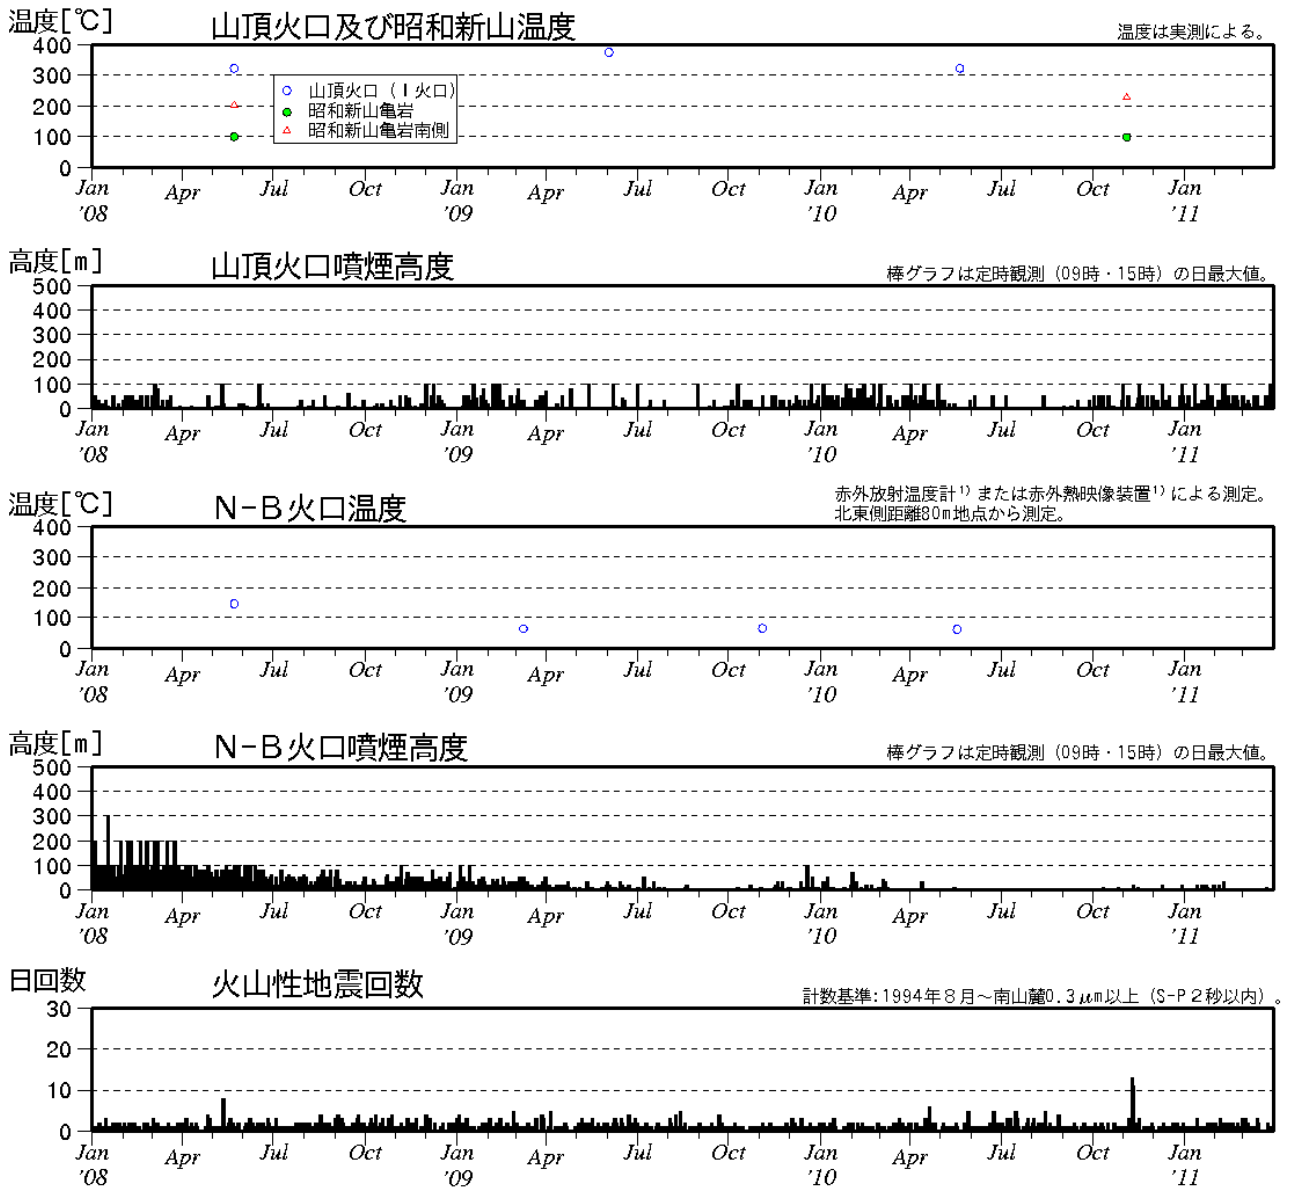 温度[℃]
山頂火口及び昭和新山温度
温度は実測による。
400
300
200
100
0
山頂火口(I火口)
昭和新山亀岩
昭和新山亀岩南側
Jan Apr Jul Oct Jan Apr Jul Oct Jan Apr Jul Oct Jan
'08 '09 '10 '11
高度[m]
山頂火口噴煙高度
棒グラフは定時観測(09時・15時)の日最大値。
500
400
300
200
100
0
Jan Apr Jul Oct Jan Apr Jul Oct Jan Apr Jul Oct Jan
'08 '09 '10 '11
温度[℃]
N-B火口温度
赤外放射温度計1)または赤外熱映像装置1)による測定。
北東側距離80m地点から測定。
400
300
200
100
0
Jan Apr Jul Oct Jan Apr Jul Oct Jan Apr Jul Oct Jan
'08 '09 '10 '11
高度[m]
N-B火口噴煙高度
棒グラフは定時観測(09時・15時)の日最大値。
500
400
300
200
100
0
Jan Apr Jul Oct Jan Apr Jul Oct Jan Apr Jul Oct Jan
'08 '09 '10 '11
日回数
火山性地震回数
計数基準:1994年8月~南山麓0.3μm以上(S-P2秒以内)。
30
20
10
0
Jan Apr Jul Oct Jan Apr Jul Oct Jan Apr Jul Oct Jan
'08 '09 '10 '11